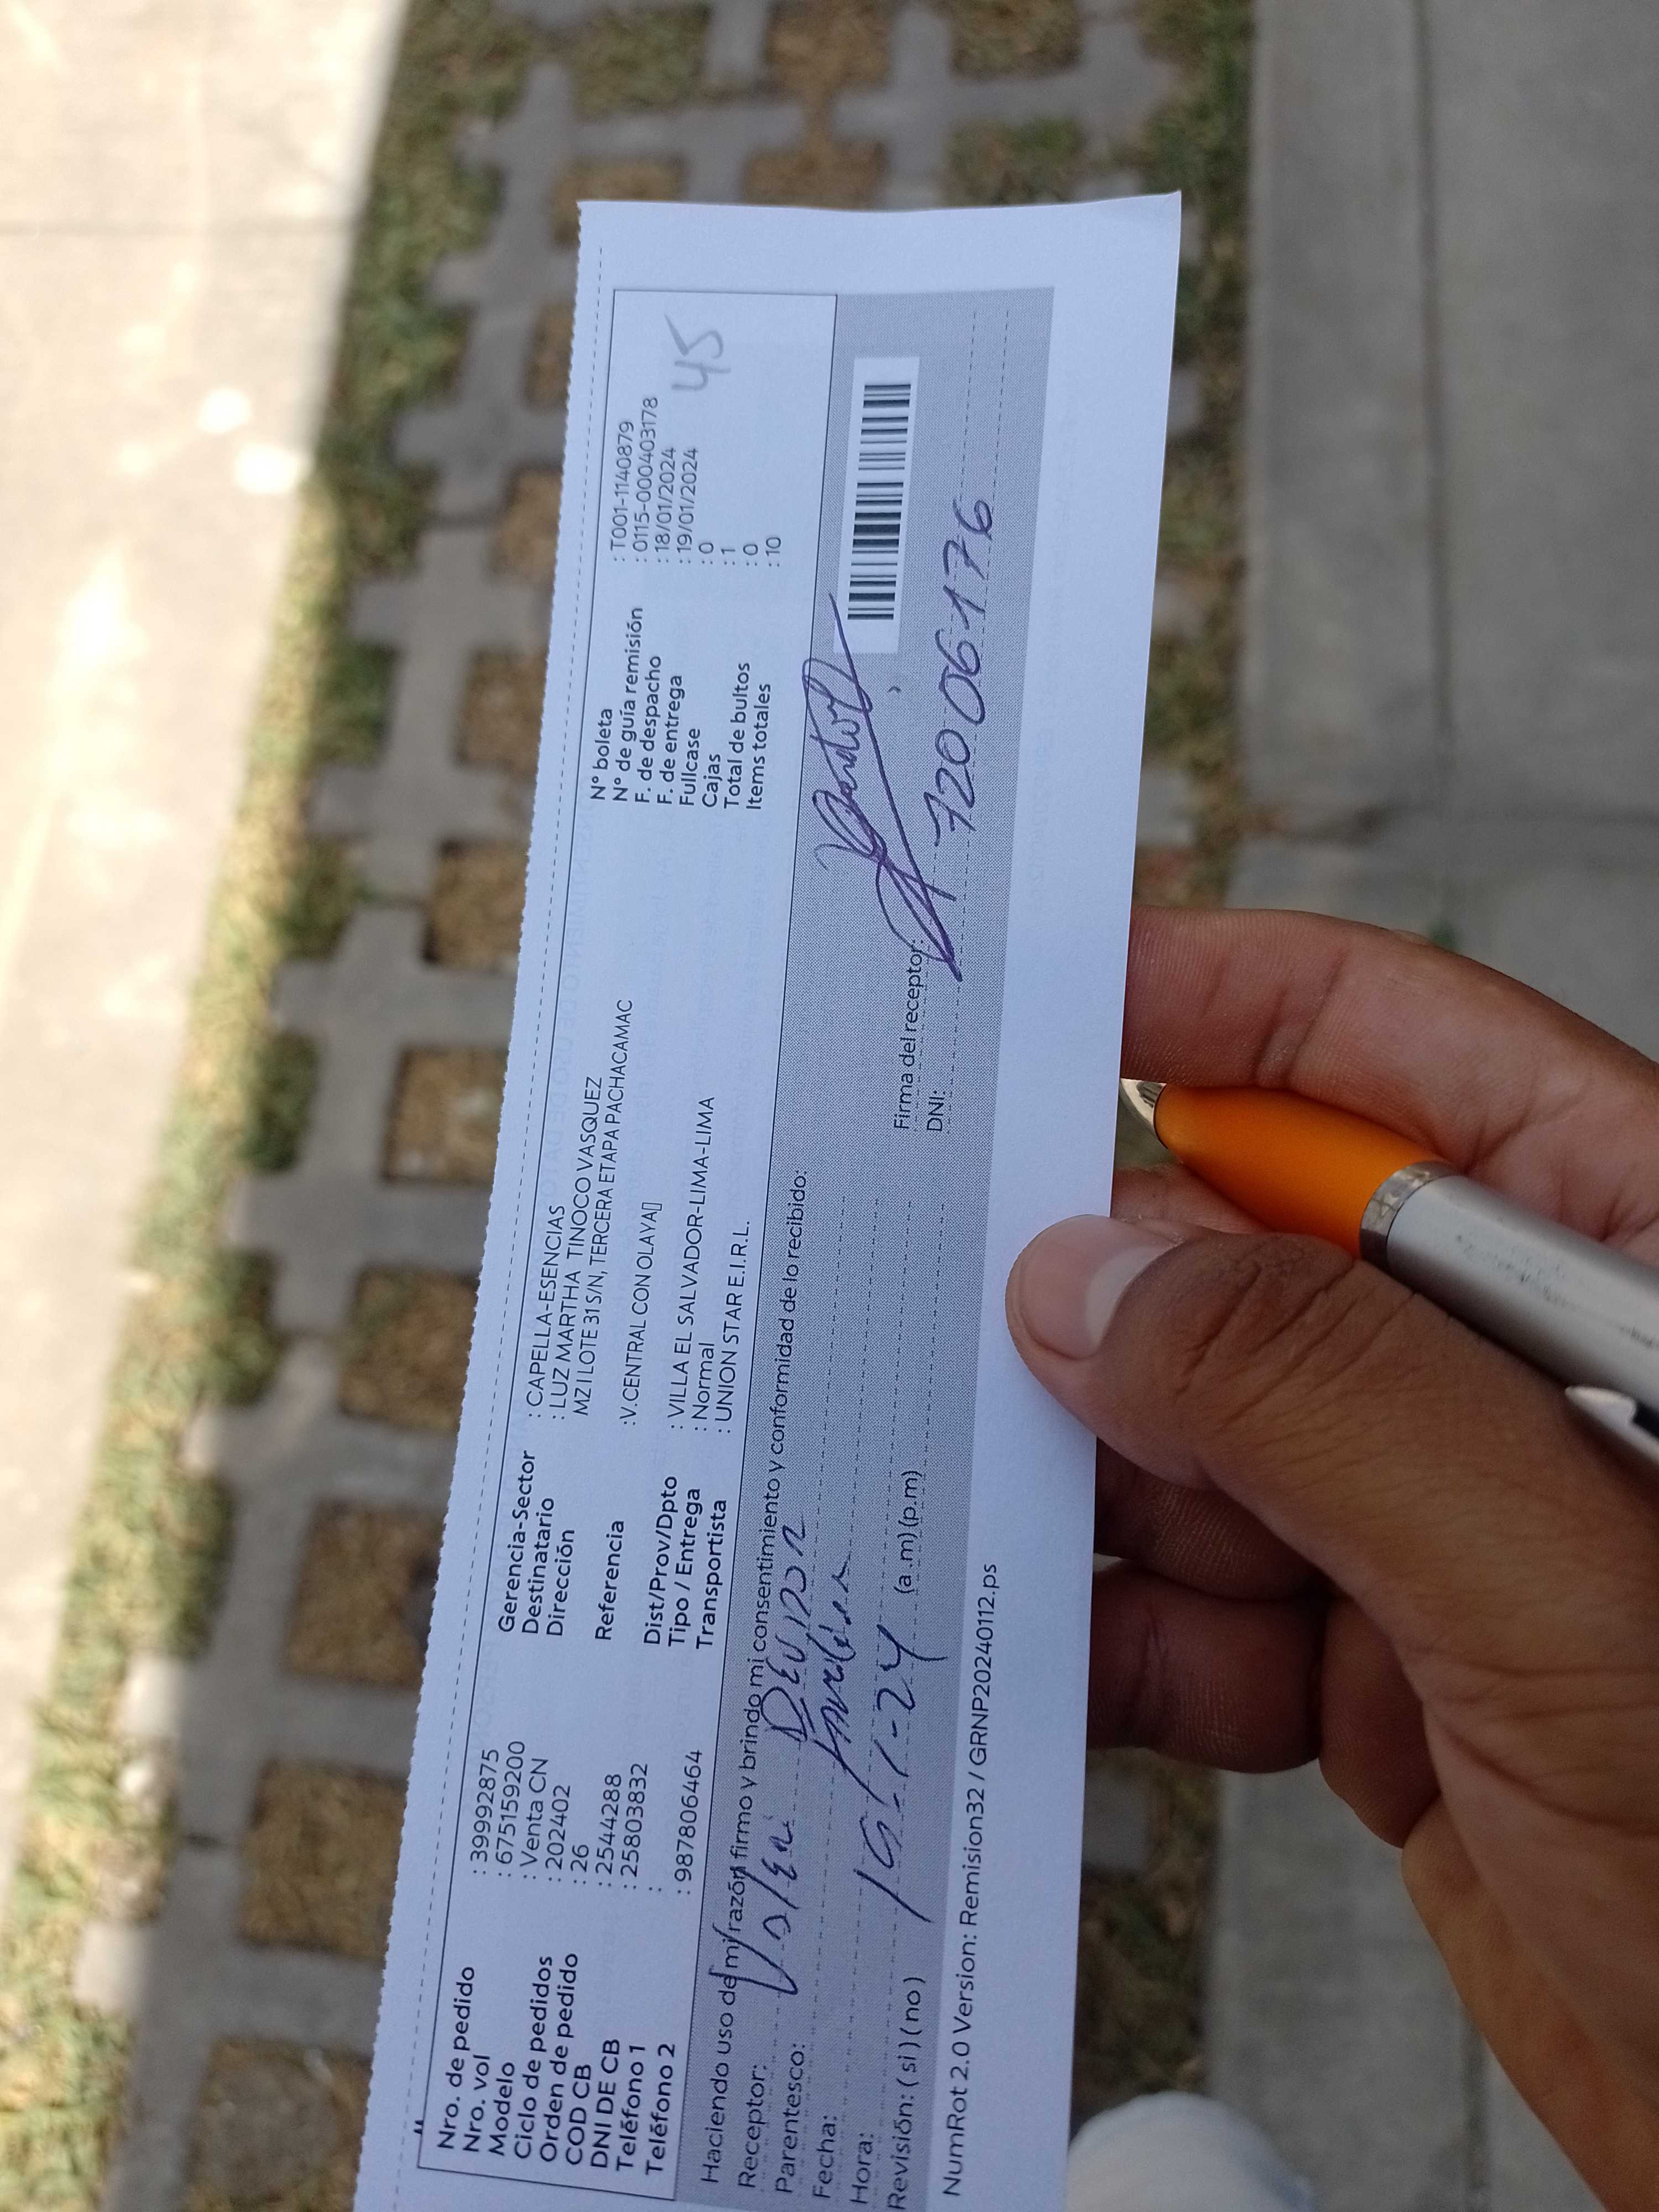 Nro. de pedido : 399928875
Nro. vol : 675159200
Modelo : Venta CN
Ciclo de pedidos : 202402
Orden de pedido : 26
COD CB : 2544288
DNI DE CB : 25803832
Teléfono 1 :
Teléfono 2 : 987806464
Gerencia-Sector : CAPELLA-ESENCIAS
Destinatario : LUZ MARTHA TINOCO VASQUEZ
Dirección MZ I LOTE 31 S/N, TERCERA ETAPA PACHACAMAC
Referencia :V.CENTRAL CON OLAYA
Dist/Prov/Dpto : VILLA EL SALVADOR-LIMA-LIMA
Tipo / Entrega : Normal
Transportista : UNION STAR E.I.R.L.
N° boleta : T001-1140879
N° de guía remisión : 0115-0000403178
F. de despacho : 18/01/2024
F. de entrega : 19/01/2024
Fullcase : 0
Cajas : 1
Total de bultos : 0
Items totales : 10
45
Haciendo uso de mi razón firmo y brindo mi consentimiento y conformidad de lo recibido:
Receptor:
Parentesco:
Fecha: 19-1-24
Hora: (a.m) (p.m)
Revisión: (si) (no)
Firma del receptor:
DNI: 72006176
NumRot 2.0 Version: Remision32 / GRNP20240112.ps